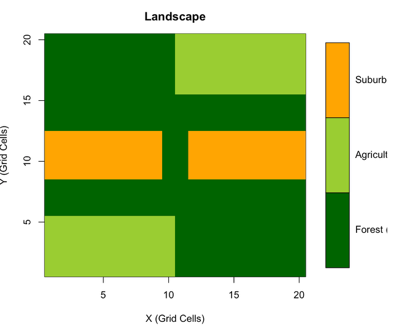 Landscape
Y (Grid Cells)
20
15
10
5
5 10 15 20
X (Grid Cells)
Suburb
Agricult
Forest (